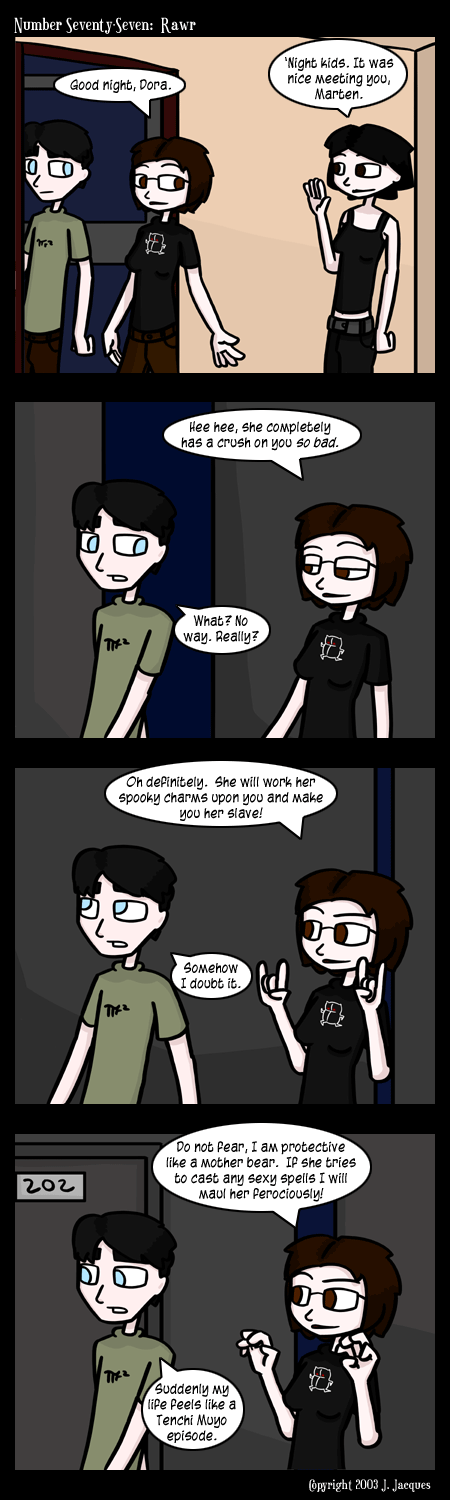 Number Seventy-Seven: Rawr
Good night, Dora.
'Night kids. It was
nice meeting you,
Marten.
Hee hee, she completely
has a crush on you so bad.
What? No
way. Really?
Oh definitely. She will work her
spooky charms upon you and make
you her slave!
Somehow
I doubt it.
Do not fear, I am protective
like a mother bear. If she tries
to cast any sexy spells I will
maul her ferociously!
202
Suddenly my
life feels like a
Tenchi Muyo
episode.
Copyright 2003 J. Jacques